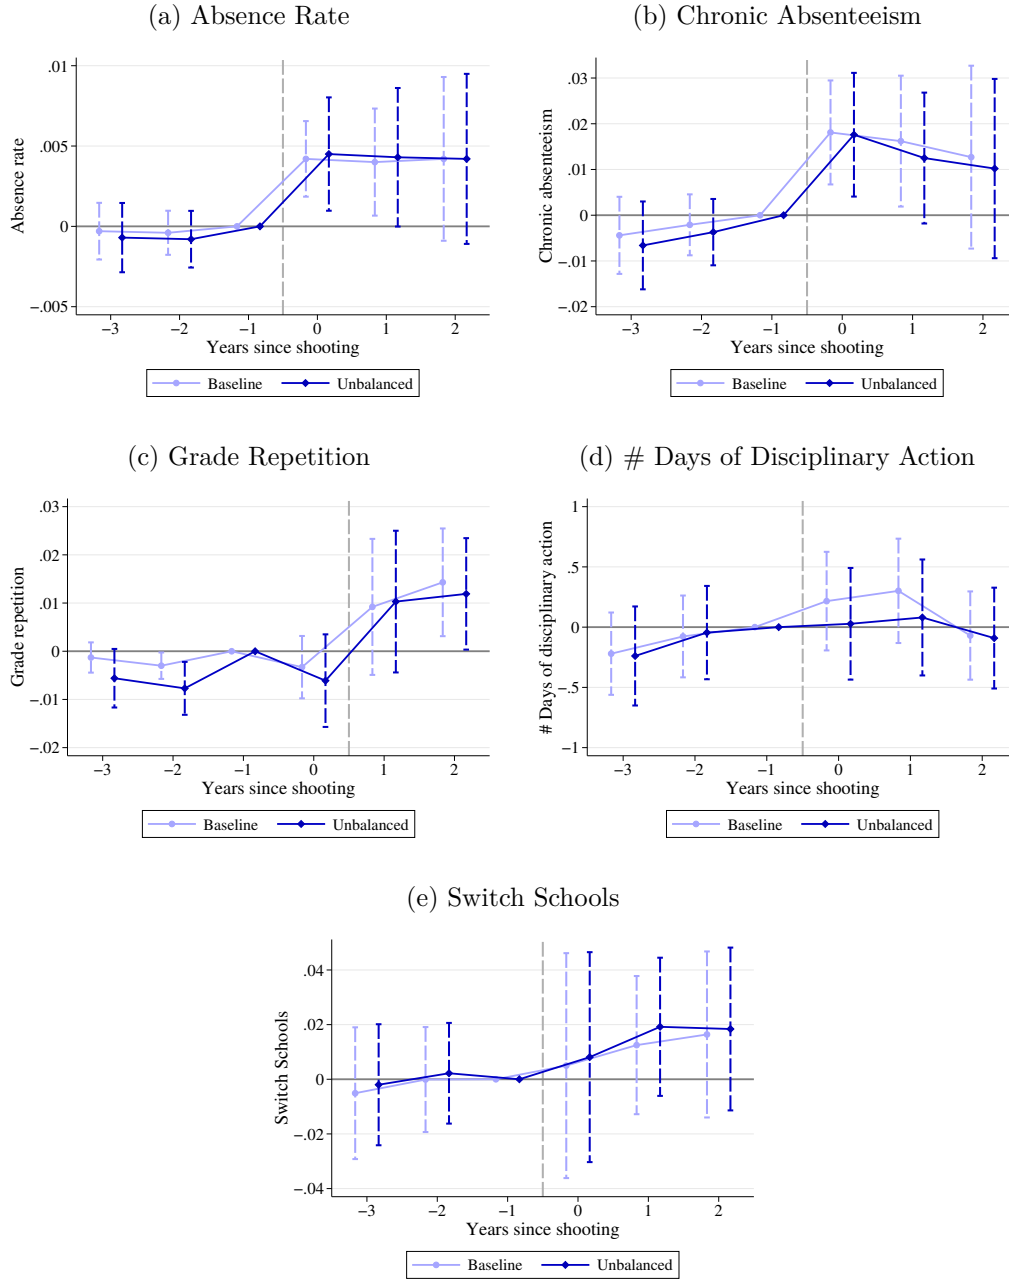 (a) Absence Rate
(b) Chronic Absenteeism
Absence rate
.01
.005
0
−.005
−3 −2 −1 0 1 2
Years since shooting
Baseline Unbalanced
Chronic absenteeism
.03
.02
.01
0
−.01
−.02
−3 −2 −1 0 1 2
Years since shooting
Baseline Unbalanced
(c) Grade Repetition
(d) # Days of Disciplinary Action
Grade repetition
.03
.02
.01
0
−.01
−.02
−3 −2 −1 0 1 2
Years since shooting
Baseline Unbalanced
# Days of disciplinary action
1
.5
0
−.5
−1
−3 −2 −1 0 1 2
Years since shooting
Baseline Unbalanced
(e) Switch Schools
Switch Schools
.04
.02
0
−.02
−.04
−3 −2 −1 0 1 2
Years since shooting
Baseline Unbalanced